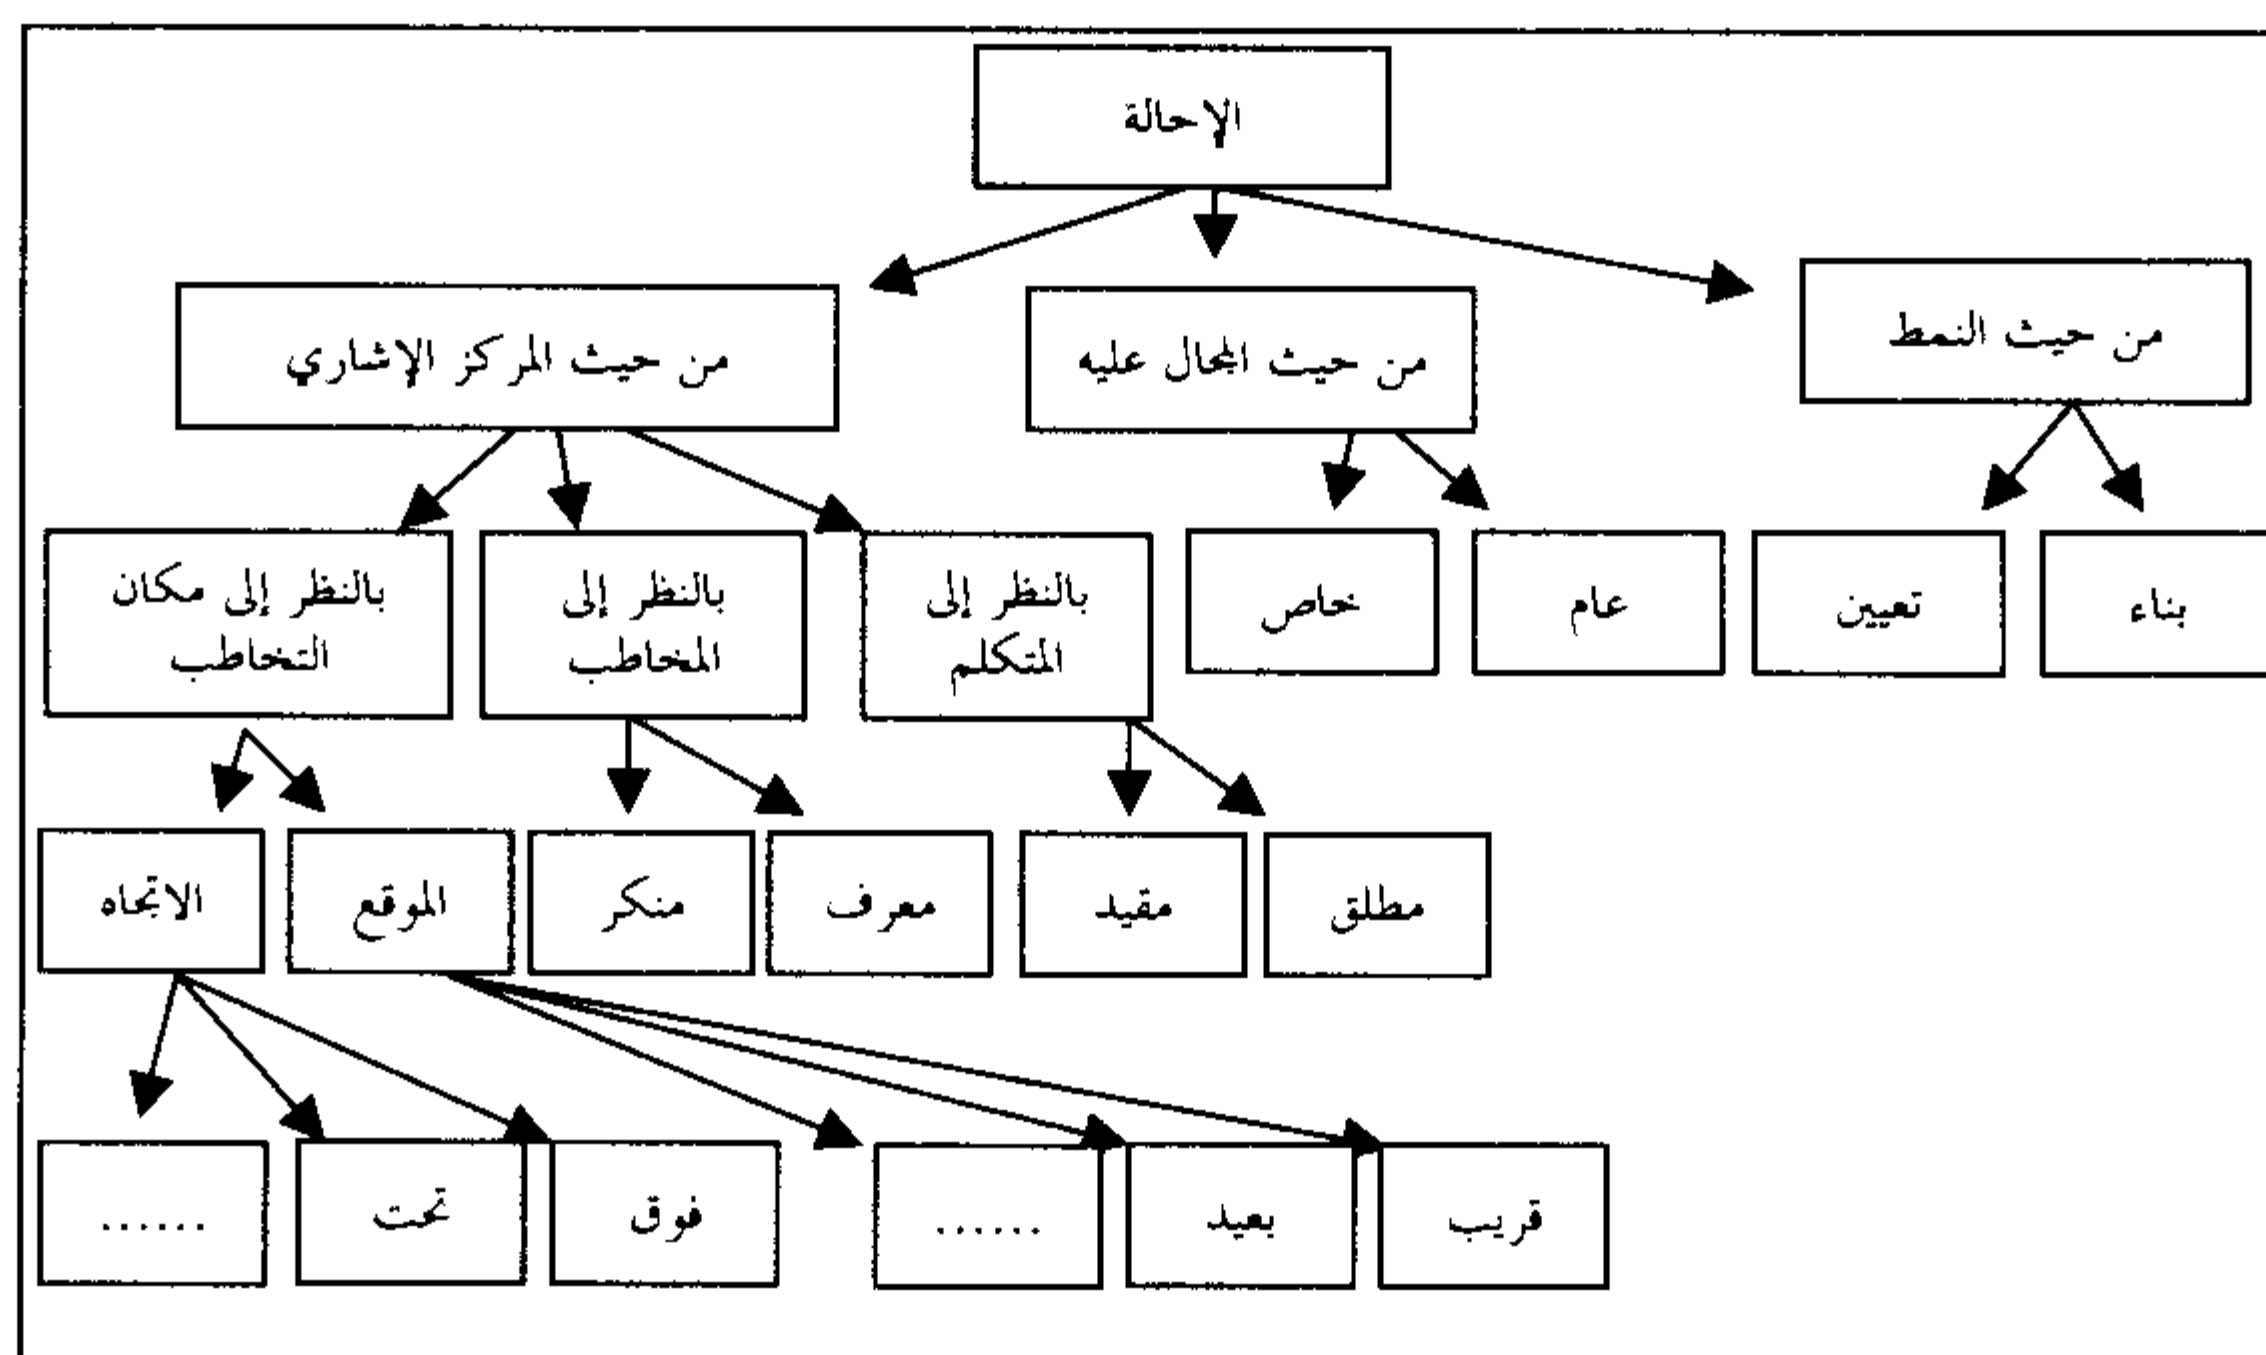 الإحالة
من حيث النمط
من حيث المحال عليه
من حيث المركز الإشاري
بناء
تعيين
عام
خاص
بالنظر إلى
المتكلم
بالنظر إلى
المخاطب
بالنظر إلى مكان
التخاطب
مطلق
مقيد
معرف
منكر
الموقع
الاتجاه
قريب
بعيد
......
فوق
تحت
......